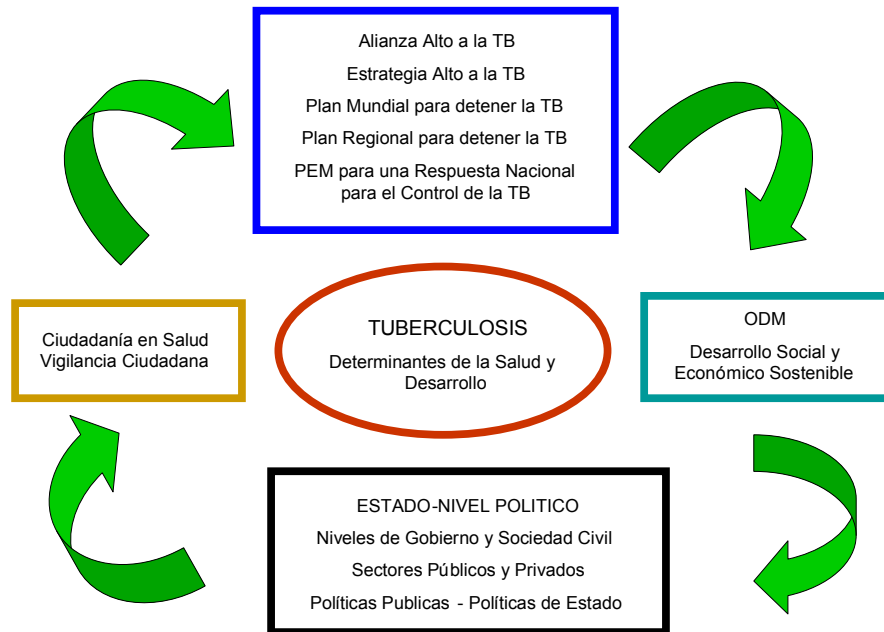 Alianza Alto a la TB
Estrategia Alto a la TB
Plan Mundial para detener la TB
Plan Regional para detener la TB
PEM para una Respuesta Nacional
para el Control de la TB
Ciudadanía en Salud
Vigilancia Ciudadana
TUBERCULOSIS
Determinantes de la Salud y
Desarrollo
ODM
Desarrollo Social y
Económico Sostenible
ESTADO-NIVEL POLITICO
Niveles de Gobierno y Sociedad Civil
Sectores Públicos y Privados
Políticas Publicas - Políticas de Estado